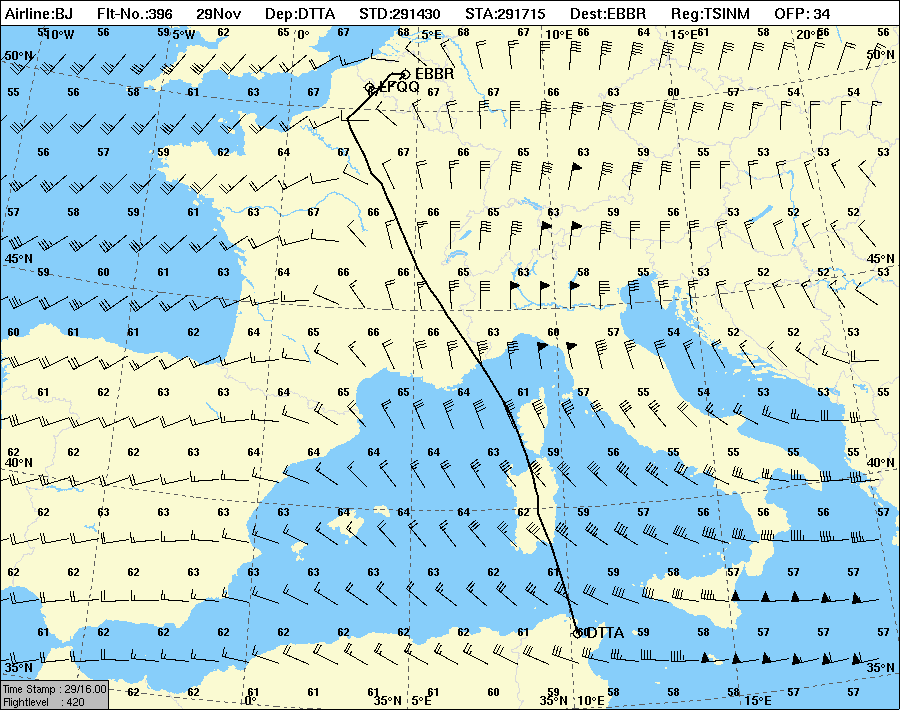 Airline:BJ Flt-No.:396 29Nov Dep:DTTA STD:291430 STA:291715 Dest:EBBR Reg:TSINM OFP: 34
55 10°W 56 59 5°W 62 65 0° 67 68 5°E 68 67 10°E 66 64 15°E 61 58 20°E 56 56
50°N 50°N
EBBR
LFQQ
55 56 58 61 63 67 67 68 67 66 63 60 57 54 54
56 57 59 62 64 67 67 67 65 63 59 55 53 53
57 58 59 61 63 67 66 66 65 63 59 56 52 52
45°N 45°N
59 60 61 63 64 66 66 65 63 58 55 53 52 52 53
60 61 61 62 64 65 66 65 63 60 57 54 52 53
61 61 62 63 64 65 65 64 61 57 55 54 53 53 55
62 62 62 63 64 64 64 63 59 56 55 55 55 56
40°N 40°N
62 63 62 63 63 64 64 64 62 59 56 56 56 57 57
62 62 62 63 63 63 63 62 61 58 57 57 57 57
61 61 62 62 62 62 62 62 62 60 DTTA 59 58 57 57 57
35°N 35°N
Time Stamp : 29/16.00
Flightlevel : 420
62 62 0° 61 61 35°N 5°E 61 61 35°N 10°E 58 58 15°E 58 57 57